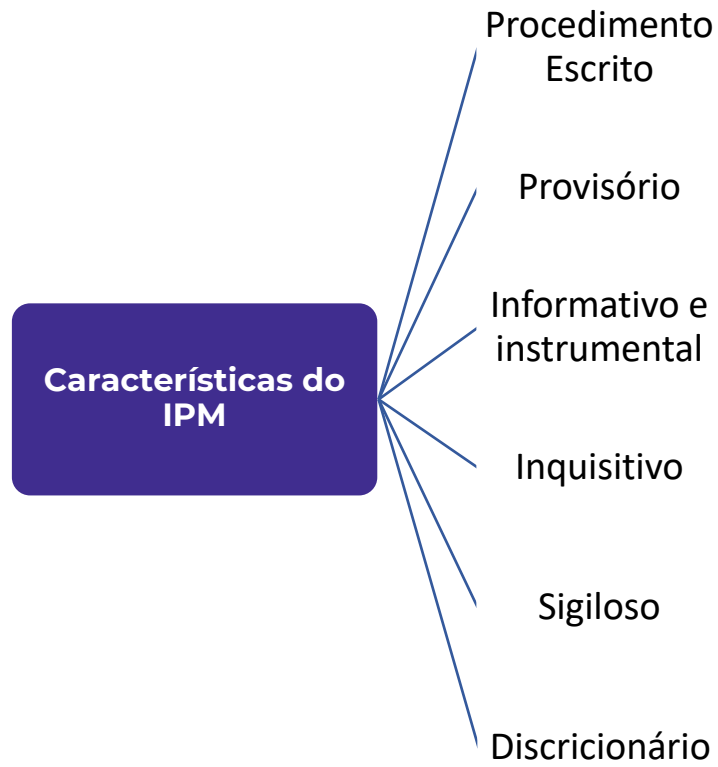 Procedimento
Escrito
Provisório
Informativo e
instrumental
Características do
IPM
Inquisitivo
Sigiloso
Discricionário